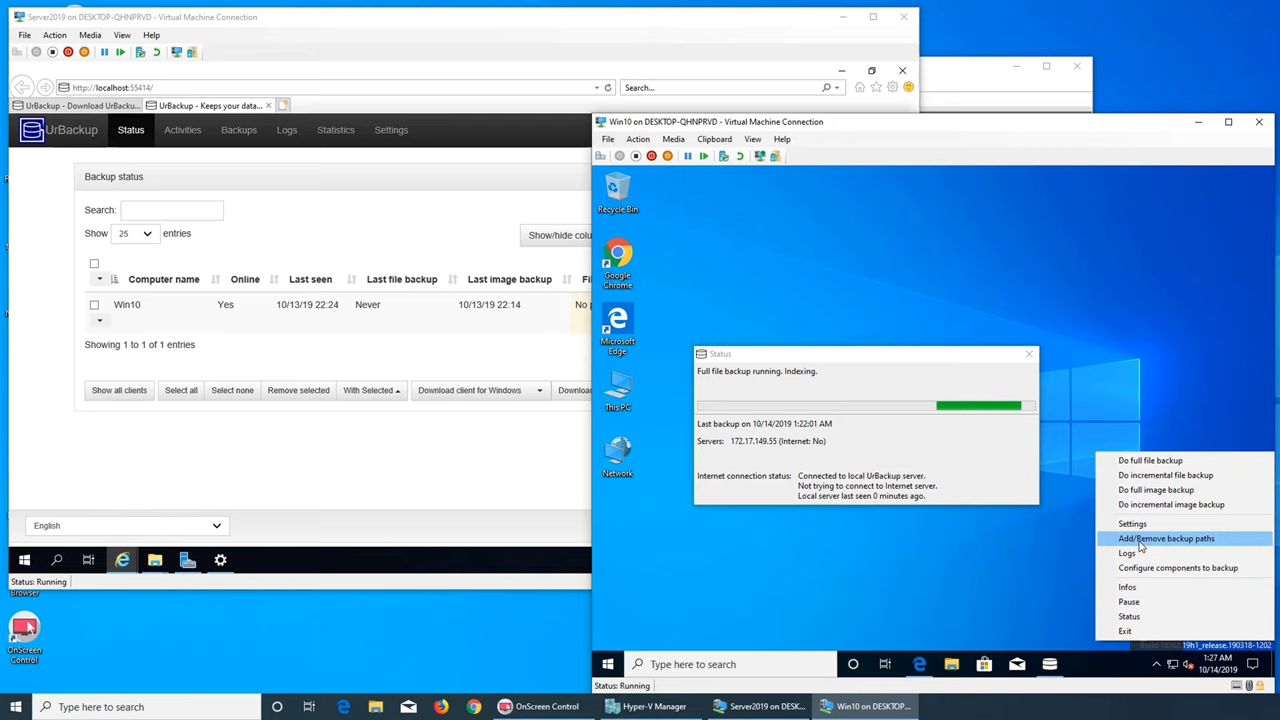 Server2019 on DESKTOP-QHNPRVD - Virtual Machine Connection
File Action Media View Help
http://localhost:55414/
Search...
UrBackup - Download UrBacku...
UrBackup - Keeps your data...
UrBackup Status Activities Backups Logs Statistics Settings
Backup status
Search:
Show 25 entries
Show/hide colu
Computer name Online Last seen Last file backup Last image backup Fi
Win10 Yes 10/13/19 22:24 Never 10/13/19 22:14 No p
Showing 1 to 1 of 1 entries
Show all clients Select all Select none Remove selected With Selected Download client for Windows Download
English
Status: Running
Browser
OnScreen
Control
Win10 on DESKTOP-QHNPRVD - Virtual Machine Connection
File Action Media Clipboard View Help
Recycle Bin
Google
Chrome
Microsoft
Edge
This PC
Network
Status
Full file backup running. Indexing.
Last backup on 10/14/2019 1:22:01 AM
Servers: 172.17.149.55 (Internet: No)
Internet connection status: Connected to local UrBackup server.
Not trying to connect to Internet server.
Local server last seen 0 minutes ago.
Do full file backup
Do incremental file backup
Do full image backup
Do incremental image backup
Settings
Add/Remove backup paths
Logs
Configure components to backup
Infos
Pause
Status
Exit
19h1_release.190318-1202
Type here to search
1:27 AM
10/14/2019
Status: Running
Type here to search
OnScreen Control
Hyper-V Manager
Server2019 on DESK...
Win10 on DESKTOP...